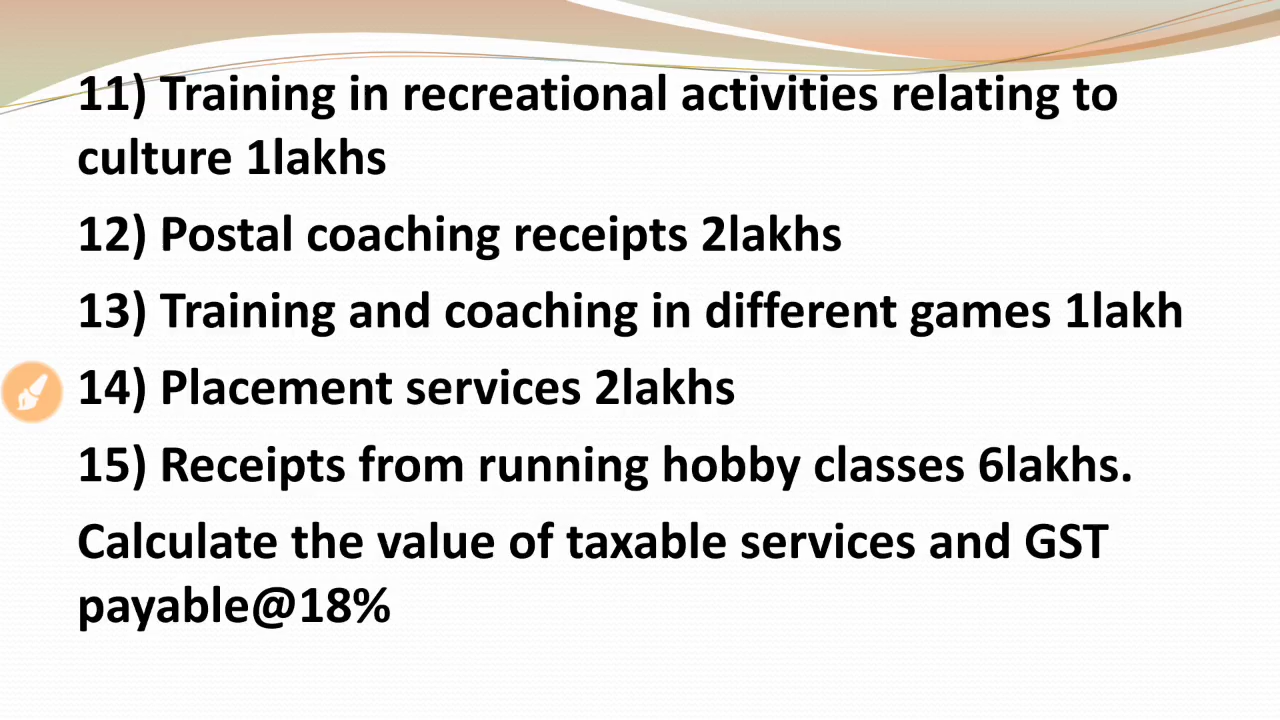 11) Training in recreational activities relating to
culture 1lakhs
12) Postal coaching receipts 2lakhs
13) Training and coaching in different games 1lakh
14) Placement services 2lakhs
15) Receipts from running hobby classes 6lakhs.
Calculate the value of taxable services and GST
payable@18%